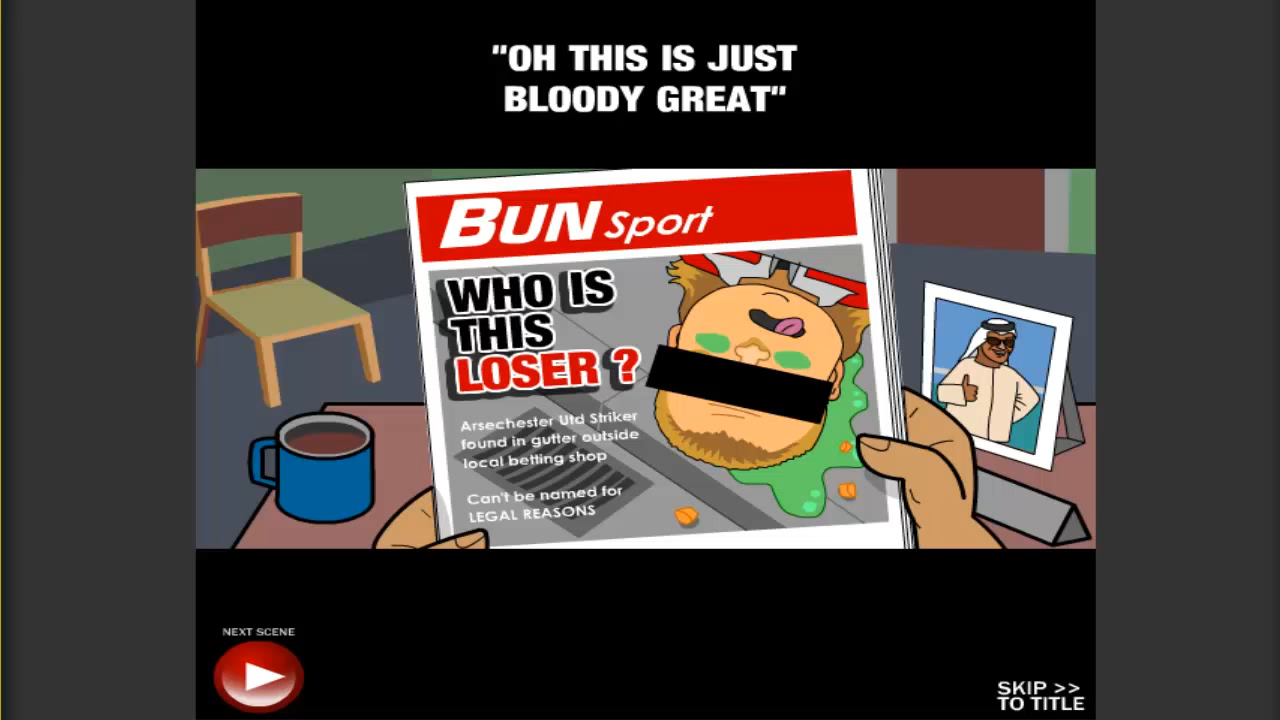 "OH THIS IS JUST
BLOODY GREAT"
BUN Sport
WHO IS
THIS
LOSER ?
Arsechester Utd Striker
found in gutter outside
local betting shop
Can't be named for
LEGAL REASONS
NEXT SCENE
SKIP >>
TO TITLE